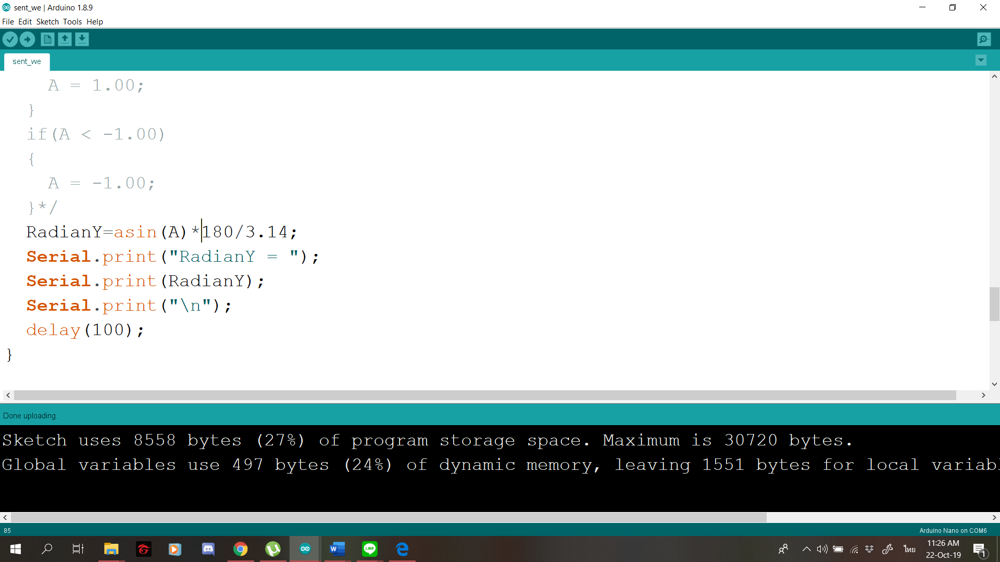 sent_we | Arduino 1.8.9
File Edit Sketch Tools Help
sent_we
A = 1.00;
}
if(A < -1.00)
{
A = -1.00;
}*/
RadianY=asin(A)*180/3.14;
Serial.print("RadianY = ");
Serial.print(RadianY);
Serial.print("\n");
delay(100);
}
Done uploading.
Sketch uses 8558 bytes (27%) of program storage space. Maximum is 30720 bytes.
Global variables use 497 bytes (24%) of dynamic memory, leaving 1551 bytes for local variabl
85
Arduino Nano on COM6
W
LINE
ไทย
11:26 AM
22-Oct-19
1